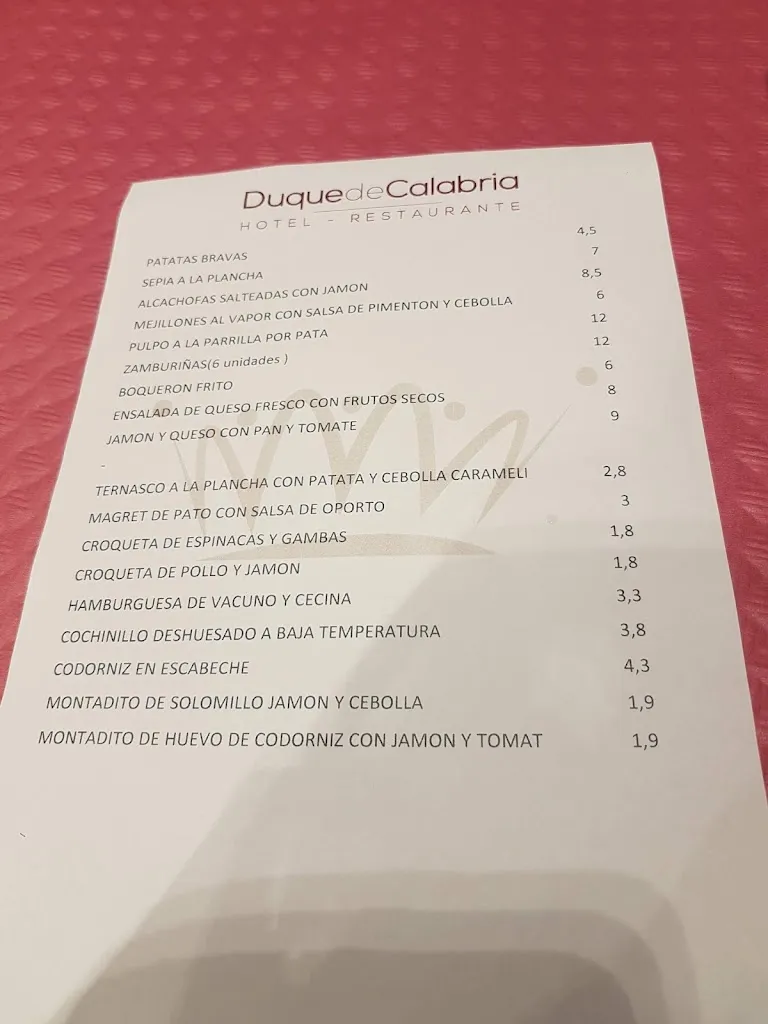 DuquedeCalabria
HOTEL - RESTAURANTE
PATATAS BRAVAS 4,5
SEPIA A LA PLANCHA 7
ALCACHOFAS SALTEADAS CON JAMON 8,5
MEJILLONES AL VAPOR CON SALSA DE PIMENTON Y CEBOLLA 6
PULPO A LA PARRILLA POR PATA 12
ZAMBURIÑAS(6 unidades ) 12
BOQUERON FRITO 6
ENSALADA DE QUESO FRESCO CON FRUTOS SECOS 8
JAMON Y QUESO CON PAN Y TOMATE 9
-
TERNASCO A LA PLANCHA CON PATATA Y CEBOLLA CARAMELI 2,8
MAGRET DE PATO CON SALSA DE OPORTO 3
CROQUETA DE ESPINACAS Y GAMBAS 1,8
CROQUETA DE POLLO Y JAMON 1,8
HAMBURGUESA DE VACUNO Y CECINA 3,3
COCHINILLO DESHUESADO A BAJA TEMPERATURA 3,8
CODORNIZ EN ESCABECHE 4,3
MONTADITO DE SOLOMILLO JAMON Y CEBOLLA 1,9
MONTADITO DE HUEVO DE CODORNIZ CON JAMON Y TOMAT 1,9